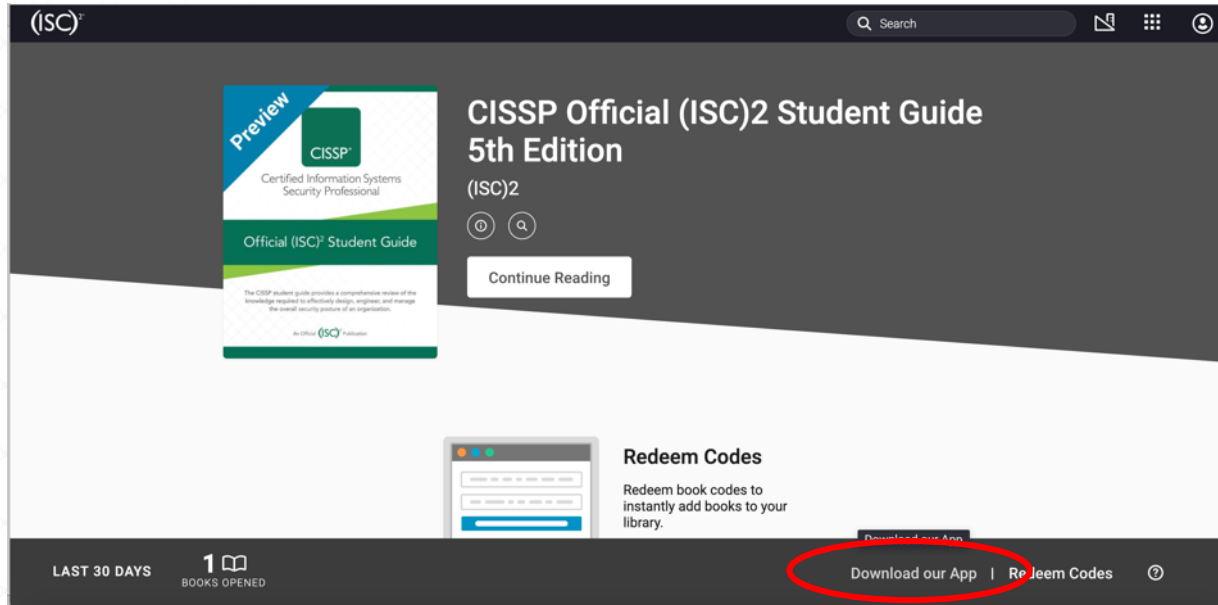 (ISC)²
Search
Preview
CISSP®
Certified Information Systems
Security Professional
Official (ISC)² Student Guide
The CISSP student guide provides a comprehensive review of the
knowledge required to effectively design, engineer, and manage
the overall security posture of an organization.
An Official (ISC)² Publication
CISSP Official (ISC)2 Student Guide
5th Edition
(ISC)2
Continue Reading
Redeem Codes
Redeem book codes to
instantly add books to your
library.
Download our App
LAST 30 DAYS
1
BOOKS OPENED
Download our App | Redeem Codes